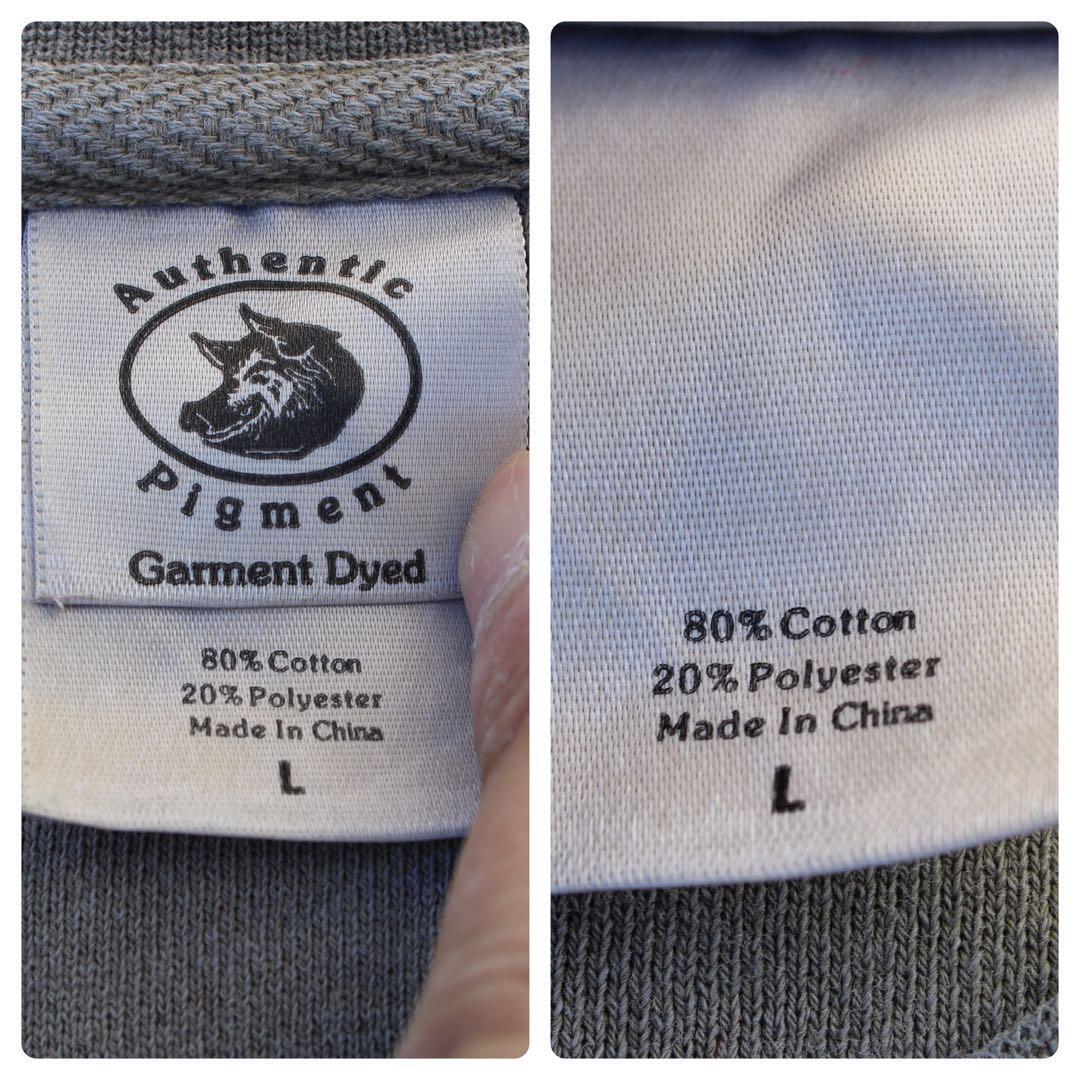 Authentic
Pigment
Garment Dyed
80% Cotton
20% Polyester
Made In China
L
80% Cotton
20% Polyester
Made In China
L